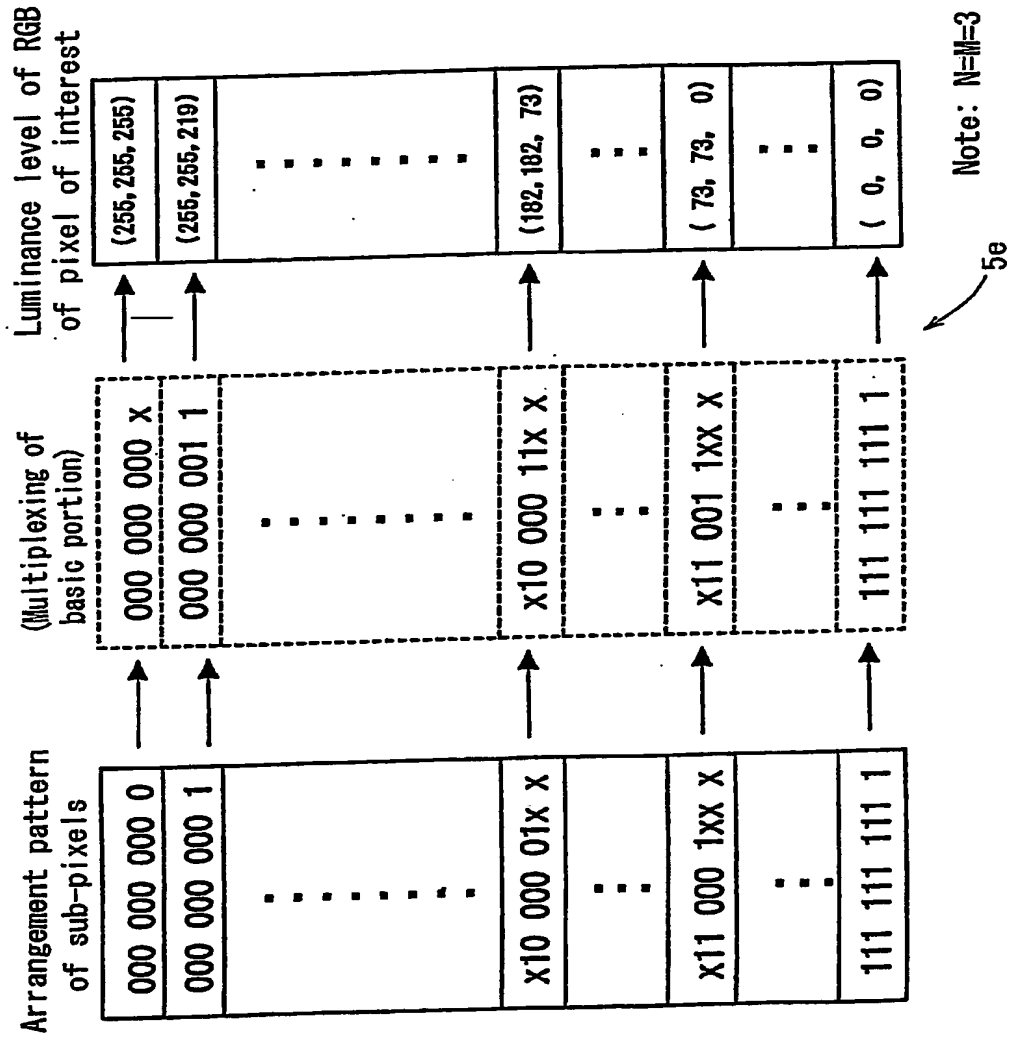 Arrangement pattern
of sub-pixels
000 000 000 0
000 000 000 1
x10 000 01x x
x11 000 1xx x
111 111 111 1
(Multiplexing of
basic portion)
000 000 000 x
000 000 001 1
x10 000 11x x
x11 001 1xx x
111 111 111 1
Luminance level of RGB
of pixel of interest
(255,255,255)
(255,255,219)
(182,182, 73)
( 73, 73, 0)
( 0, 0, 0)
5e
Note: N=M=3